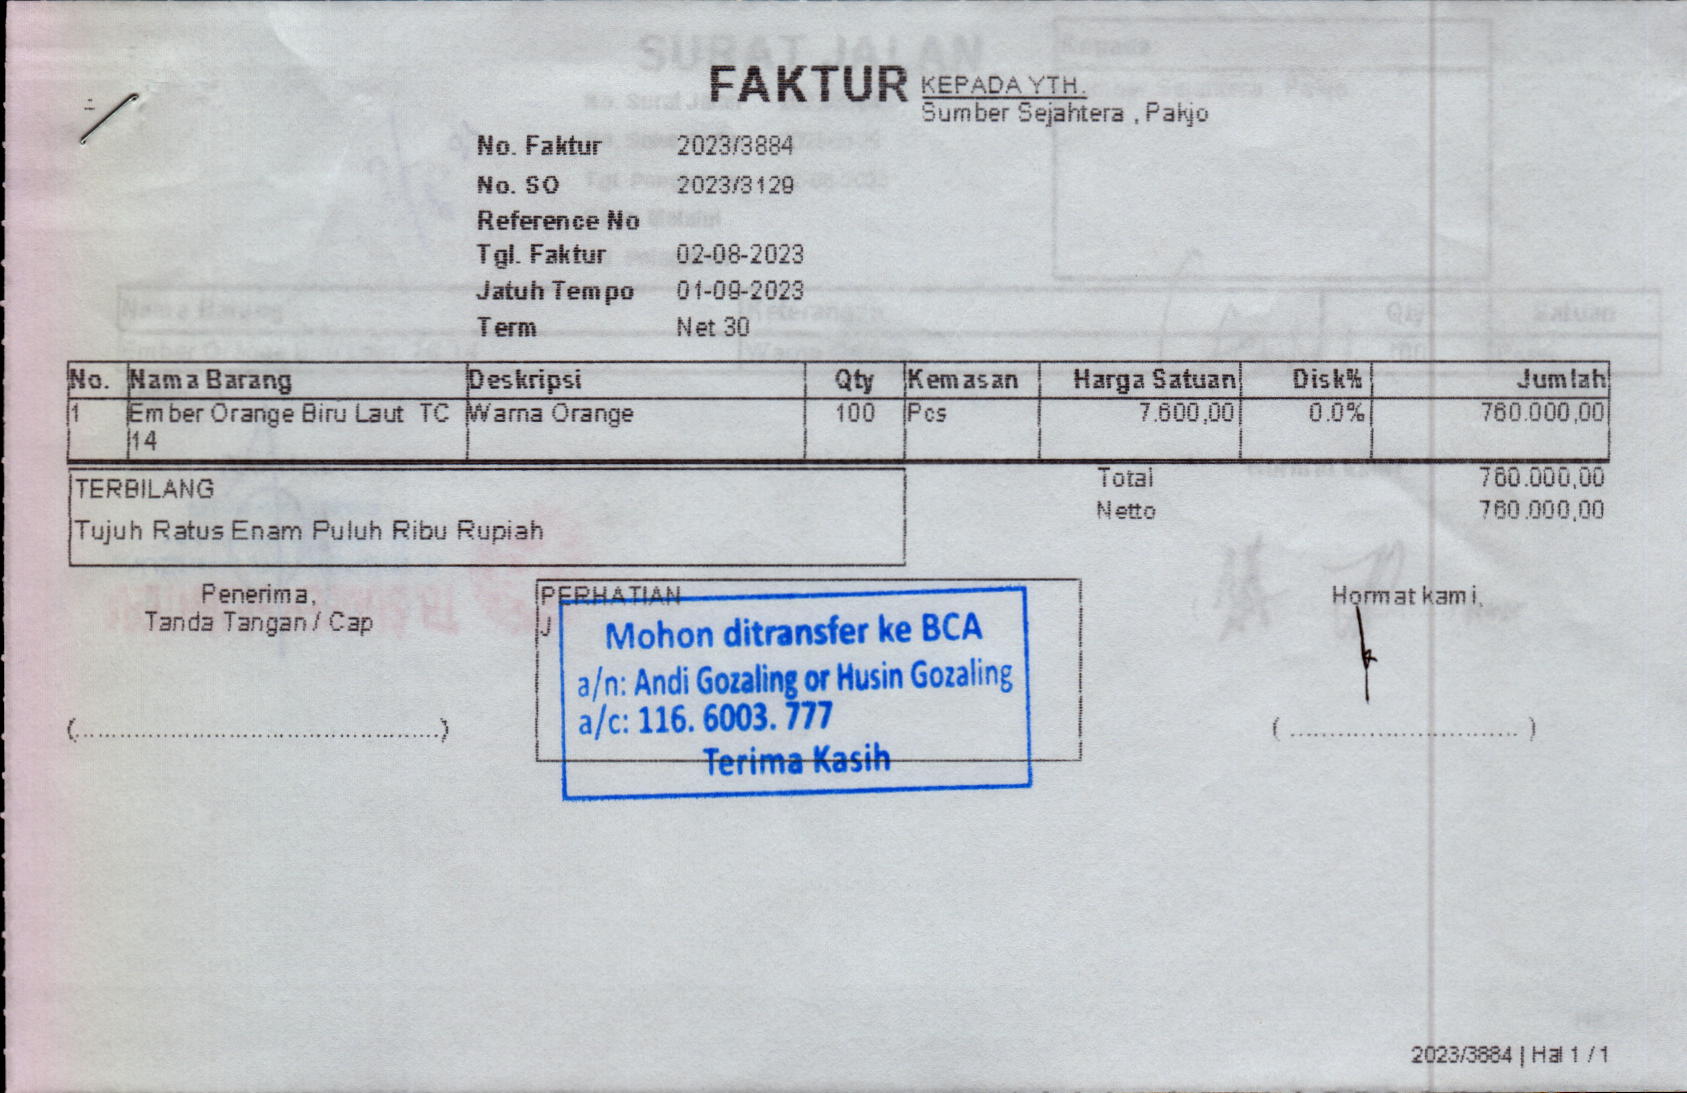 FAKTUR
KEPADA YTH.
Sumber Sejahtera , Pakjo
No. Faktur 2023/3884
No. SO 2023/3129
Reference No
Tgl. Faktur 02-08-2023
Jatuh Tempo 01-09-2023
Term Net 30
No. Nama Barang Deskripsi Qty Kemasan Harga Satuan Disk% Jumlah
1 Ember Orange Biru Laut TC Warna Orange 100 Pcs 7.600,00 0.0% 760.000,00
14
Total 760.000,00
Netto 760.000,00
TERBILANG
Tujuh Ratus Enam Puluh Ribu Rupiah
Penerima,
Tanda Tangan / Cap
(..............................................)
PERHATIAN
J
Mohon ditransfer ke BCA
a/n: Andi Gozaling or Husin Gozaling
a/c: 116. 6003. 777
Terima Kasih
Hormat kami,
( ............................. )
2023/3884 | Hal 1 / 1